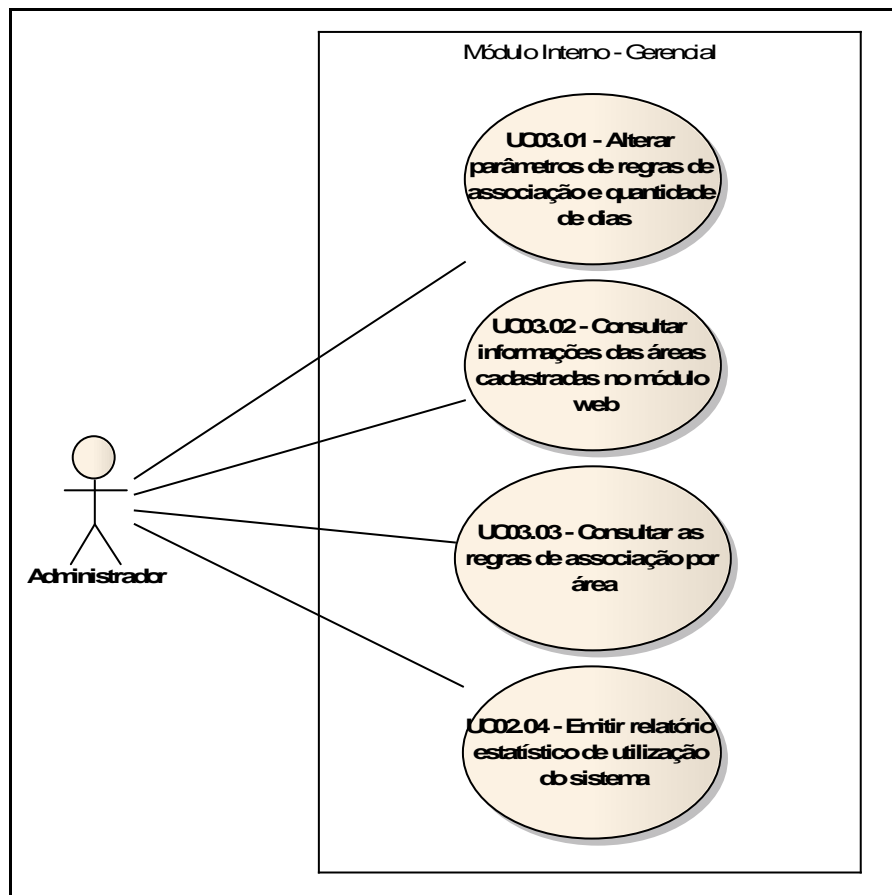 Módulo Interno - Gerencial
UC03.01 - Alterar
parâmetros de regras de
associação e quantidade
de dias
UC03.02 - Consultar
informações das áreas
cadastradas no módulo
web
UC03.03 - Consultar as
regras de associação por
área
Administrador
UC02.04 - Emitir relatório
estatístico de utilização
do sistema